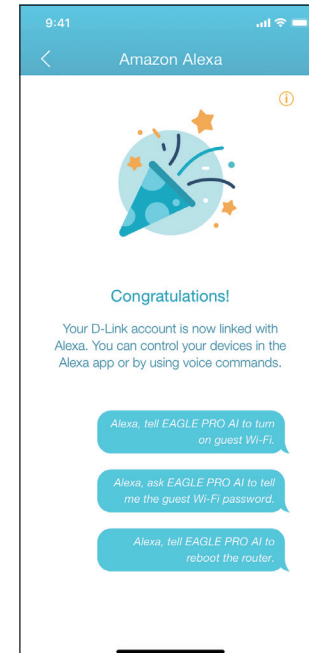 9:41
Amazon Alexa
Congratulations!
Your D-Link account is now linked with
Alexa. You can control your devices in the
Alexa app or by using voice commands.
Alexa, tell EAGLE PRO AI to turn
on guest Wi-Fi.
Alexa, ask EAGLE PRO AI to tell
me the guest Wi-Fi password.
Alexa, tell EAGLE PRO AI to
reboot the router.